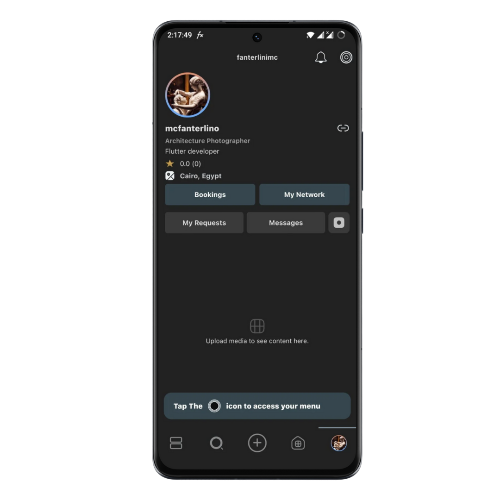 2:17:49
fanterlinimc
mcfanterlino
Architecture Photographer
Flutter developer
0.0 (0)
Cairo, Egypt
Bookings My Network
My Requests Messages
Upload media to see content here.
Tap The icon to access your menu